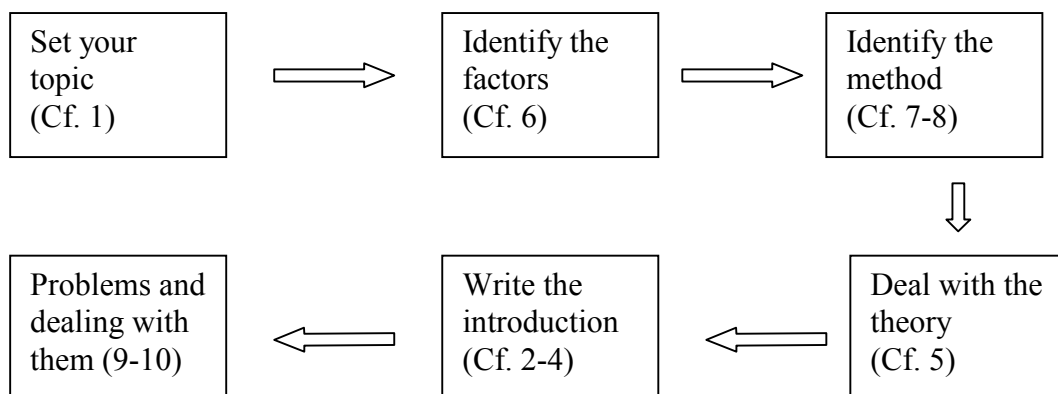 Set your
topic
(Cf. 1)
Identify the
factors
(Cf. 6)
Identify the
method
(Cf. 7-8)
Deal with the
theory
(Cf. 5)
Write the
introduction
(Cf. 2-4)
Problems and
dealing with
them (9-10)